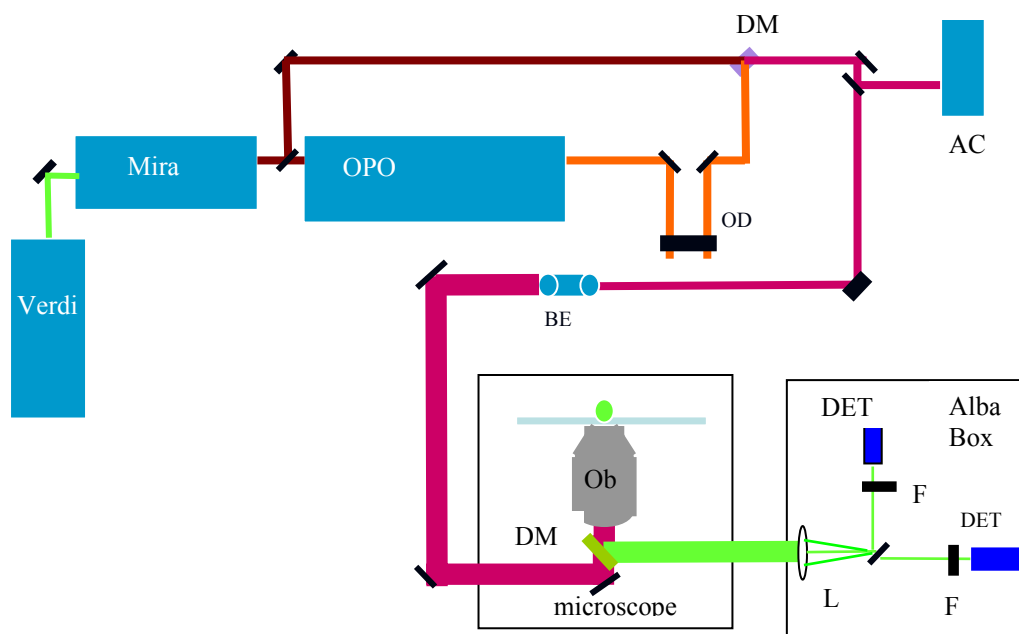 DM
AC
Mira
OPO
OD
Verdi
BE
DET
Alba
Box
Ob
F
DET
DM
L
F
microscope